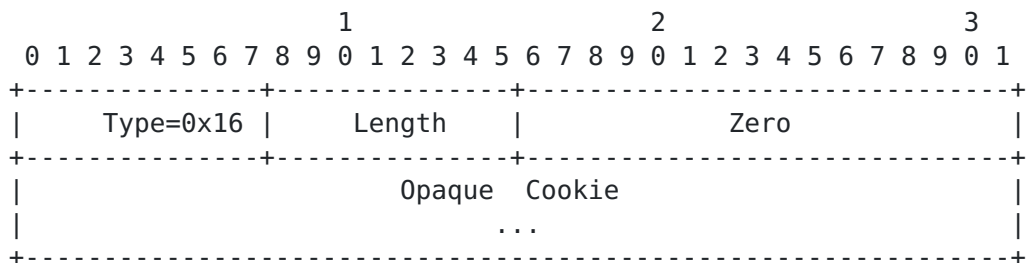 1                   2                   3
 0 1 2 3 4 5 6 7 8 9 0 1 2 3 4 5 6 7 8 9 0 1 2 3 4 5 6 7 8 9 0 1
+---------------+---------------+-------------------------------+
|     Type=0x16 |     Length    |             Zero              |
+---------------+---------------+-------------------------------+
|                        Opaque  Cookie                         |
|                              ...                              |
+---------------------------------------------------------------+